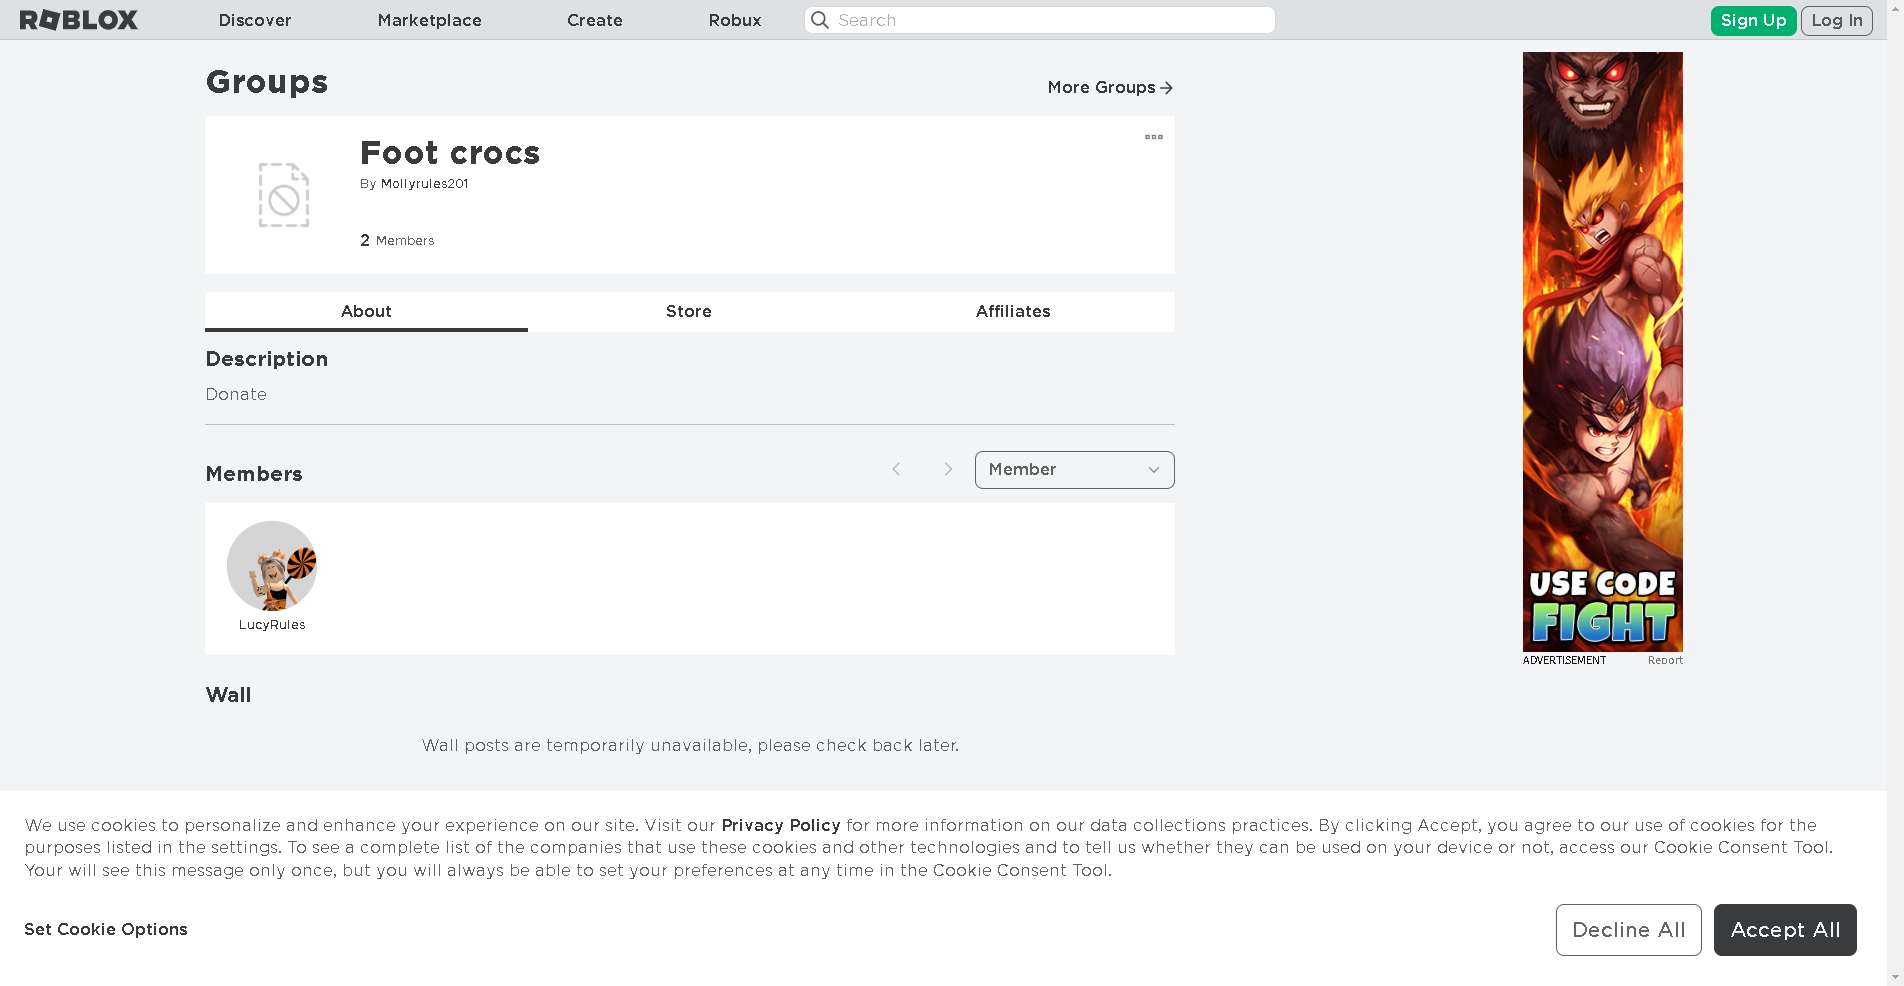 ROBLOX
Discover
Marketplace
Create
Robux
Search
Sign Up
Log In
Groups
More Groups
Foot crocs
By Mollyrules201
2 Members
About
Store
Affiliates
Description
Donate
Members
Member
LucyRules
Wall
Wall posts are temporarily unavailable, please check back later.
USE CODE
FIGHT
ADVERTISEMENT
Report
We use cookies to personalize and enhance your experience on our site. Visit our Privacy Policy for more information on our data collections practices. By clicking Accept, you agree to our use of cookies for the
purposes listed in the settings. To see a complete list of the companies that use these cookies and other technologies and to tell us whether they can be used on your device or not, access our Cookie Consent Tool.
Your will see this message only once, but you will always be able to set your preferences at any time in the Cookie Consent Tool.
Set Cookie Options
Decline All
Accept All